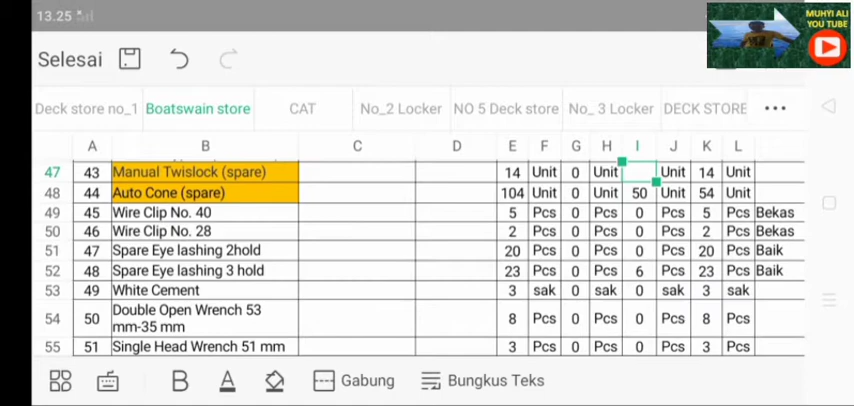 13.25
MUHYI ALI
YOU TUBE
Selesai
Deck store no_1 Boatswain store CAT No_2 Locker NO 5 Deck store No_ 3 Locker DECK STORE
A B C D E F G H I J K L
47 43 Manual Twislock (spare) 14 Unit 0 Unit Unit 14 Unit
48 44 Auto Cone (spare) 104 Unit 0 Unit 50 Unit 54 Unit
49 45 Wire Clip No. 40 5 Pcs 0 Pcs 0 Pcs 5 Pcs Bekas
50 46 Wire Clip No. 28 2 Pcs 0 Pcs 0 Pcs 2 Pcs Bekas
51 47 Spare Eye lashing 2hold 20 Pcs 0 Pcs 0 Pcs 20 Pcs Baik
52 48 Spare Eye lashing 3 hold 23 Pcs 0 Pcs 6 Pcs 23 Pcs Baik
53 49 White Cement 3 sak 0 sak 0 sak 3 sak
54 50 Double Open Wrench 53
mm-35 mm 8 Pcs 0 Pcs 0 Pcs 8 Pcs
55 51 Single Head Wrench 51 mm 3 Pcs 0 Pcs 0 Pcs 3 Pcs
B A Gabung Bungkus Teks